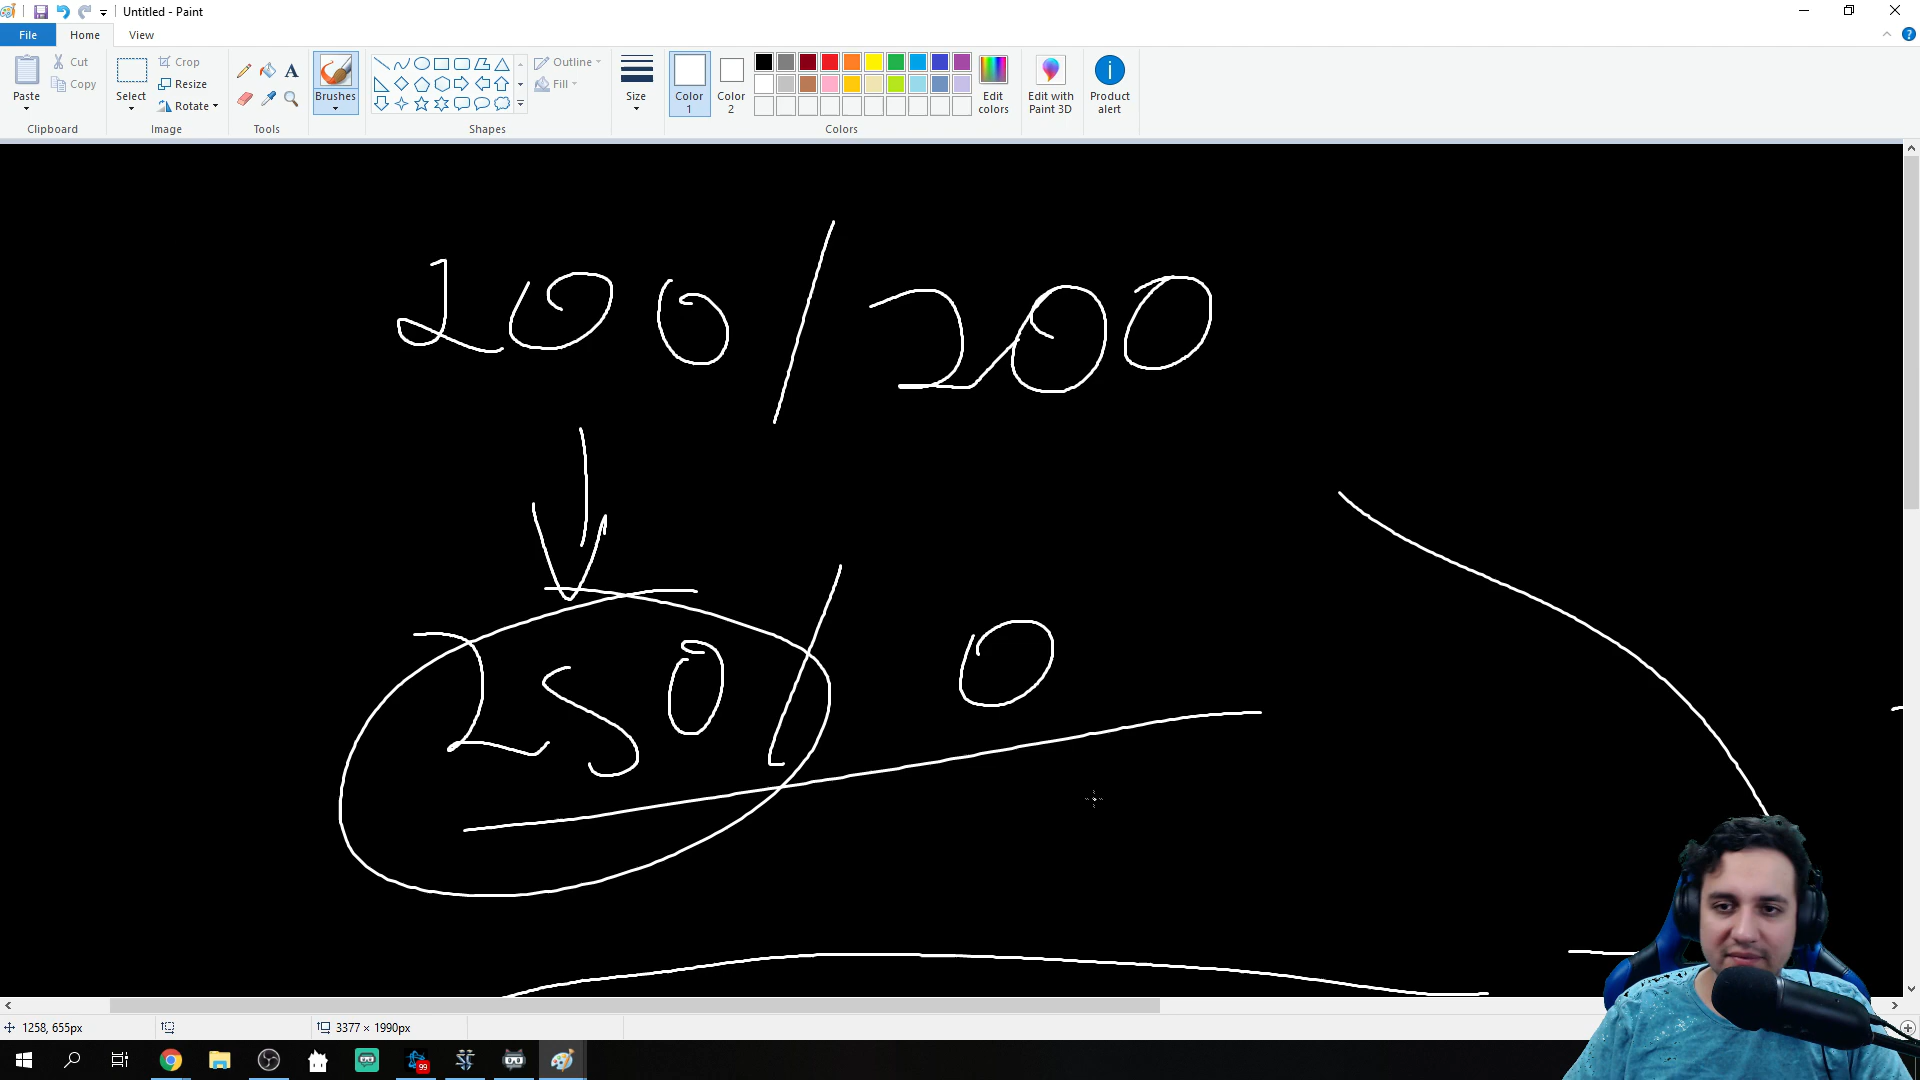 Untitled - Paint
File Home View
Paste Cut Copy Clipboard
Select Crop Resize Rotate Image
Tools
Brushes
Shapes Outline Fill
Size
Color 1 Color 2 Edit colors Colors
Edit with Paint 3D
Product alert
200/200
250/0
1258, 655px 3377 × 1990px
99